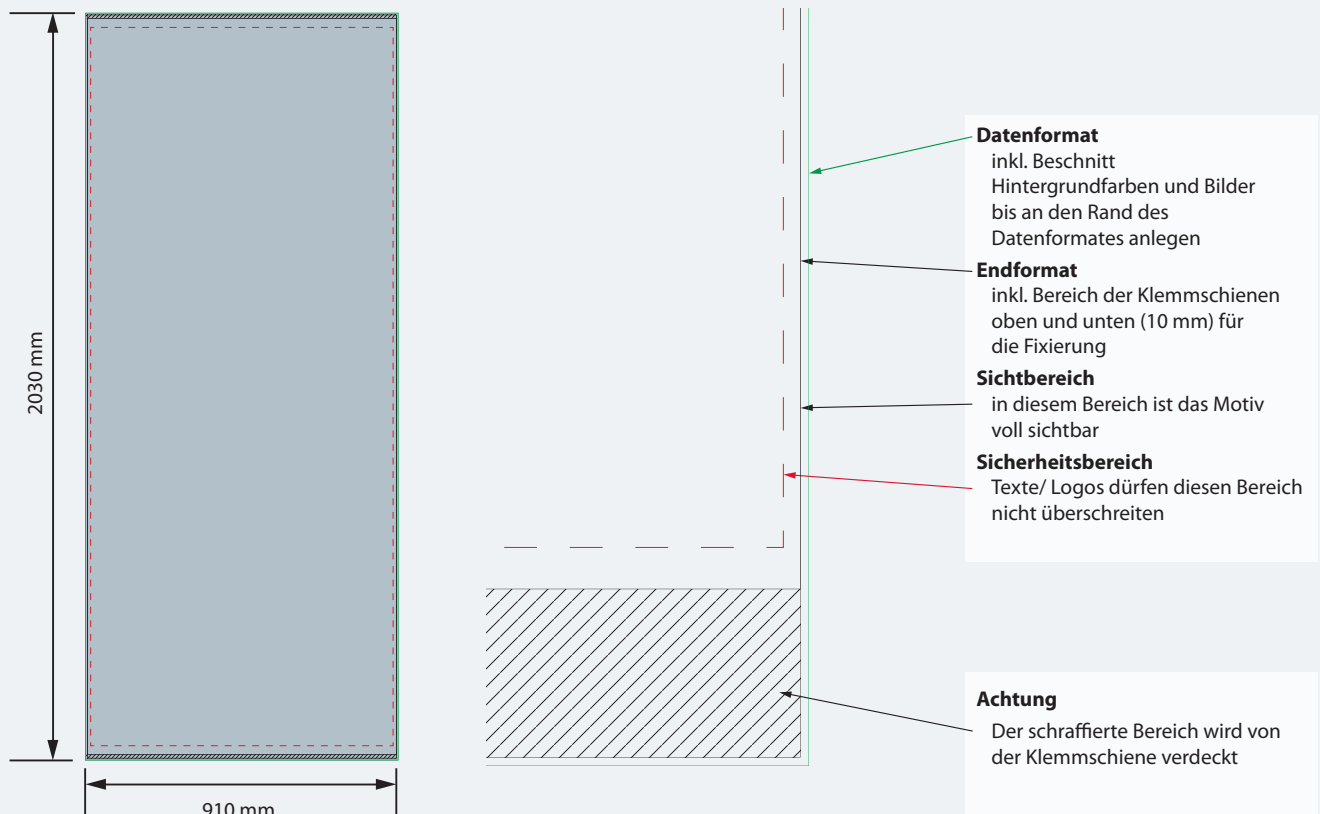 2030 mm
910 mm
Datenformat
inkl. Beschnitt
Hintergrundfarben und Bilder
bis an den Rand des
Datenformates anlegen
Endformat
inkl. Bereich der Klemmschienen
oben und unten (10 mm) für
die Fixierung
Sichtbereich
in diesem Bereich ist das Motiv
voll sichtbar
Sicherheitsbereich
Texte/ Logos dürfen diesen Bereich
nicht überschreiten
Achtung
Der schraffierte Bereich wird von
der Klemmschiene verdeckt